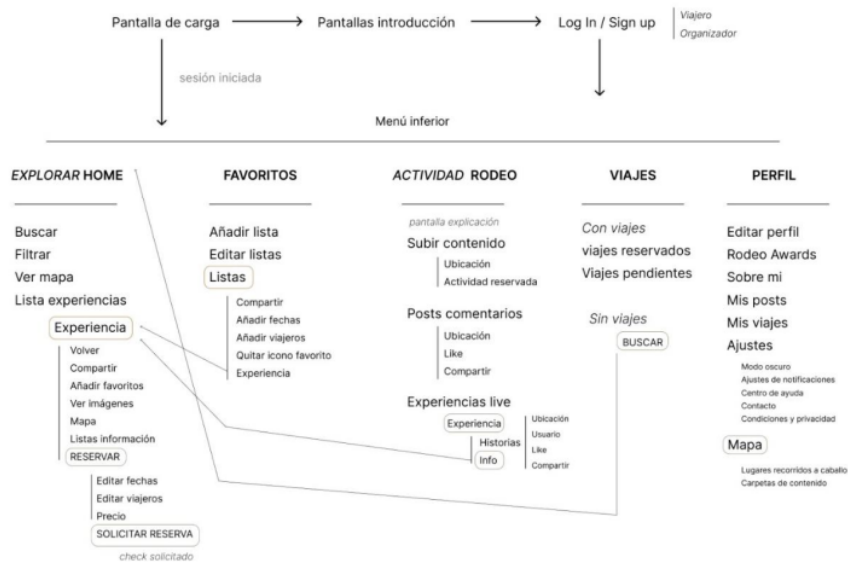 Pantalla de carga
Pantallas introducción
Log In / Sign up
Viajero
Organizador
sesión iniciada
Menú inferior
EXPLORAR HOME
Buscar
Filtrar
Ver mapa
Lista experiencias
Experiencia
Volver
Compartir
Añadir favoritos
Ver imágenes
Mapa
Listas información
RESERVAR
Editar fechas
Editar viajeros
Precio
SOLICITAR RESERVA
check solicitado
FAVORITOS
Añadir lista
Editar listas
Listas
Compartir
Añadir fechas
Añadir viajeros
Quitar icono favorito
Experiencia
ACTIVIDAD RODEO
pantalla explicación
Subir contenido
Ubicación
Actividad reservada
Posts comentarios
Ubicación
Like
Compartir
Experiencias live
Experiencia
Historias
Info
Ubicación
Usuario
Like
Compartir
VIAJES
Con viajes
viajes reservados
Viajes pendientes
Sin viajes
BUSCAR
PERFIL
Editar perfil
Rodeo Awards
Sobre mi
Mis posts
Mis viajes
Ajustes
Modo oscuro
Ajustes de notificaciones
Centro de ayuda
Contacto
Condiciones y privacidad
Mapa
Lugares recorridos a caballo
Carpetas de contenido